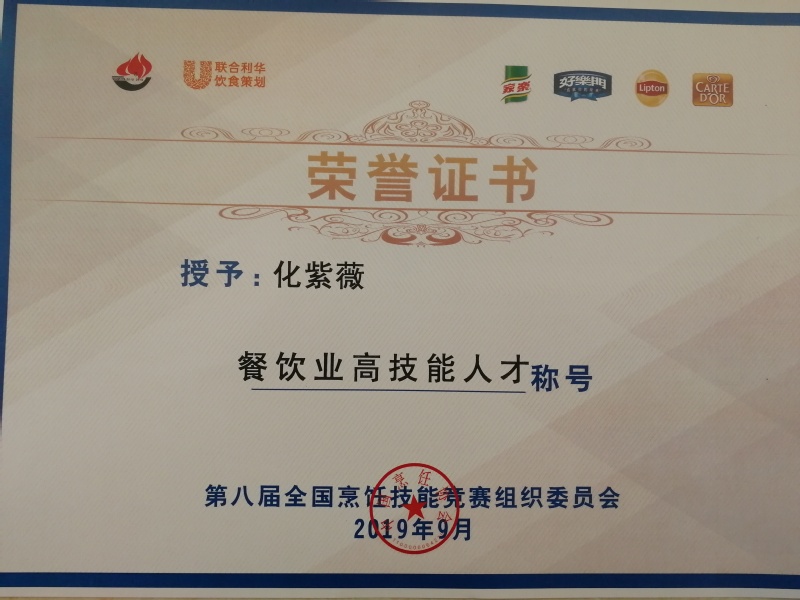 联合利华
饮食策划
家樂
好樂門
Lipton
CARTE
D'OR
荣誉证书
授予：化紫薇
餐饮业高技能人才称号
第八届全国烹饪技能竞赛组织委员会
2019年9月